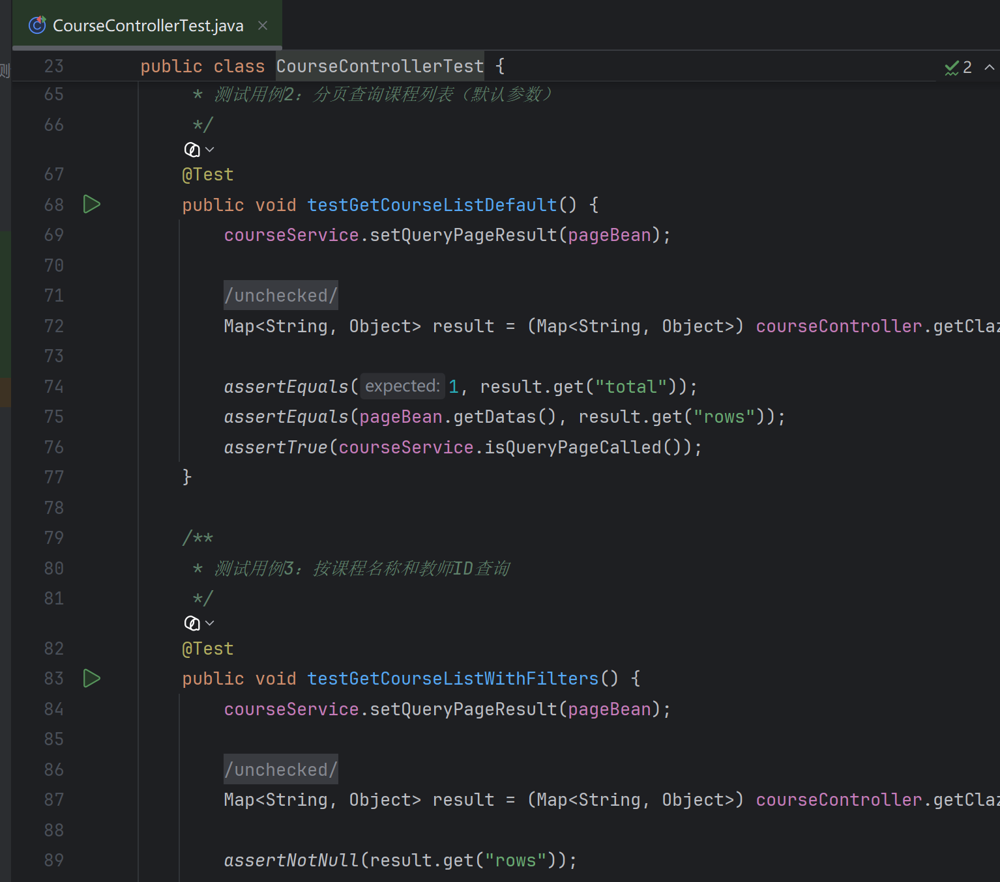 CourseControllerTest.java
测
23 public class CourseControllerTest {
2
65 * 测试用例2：分页查询课程列表（默认参数）
66 */
67 @Test
68 public void testGetCourseListDefault() {
69 courseService.setQueryPageResult(pageBean);
70
71 /unchecked/
72 Map<String, Object> result = (Map<String, Object>) courseController.getClaz
73
74 assertEquals( expected: 1, result.get("total"));
75 assertEquals(pageBean.getDatas(), result.get("rows"));
76 assertTrue(courseService.isQueryPageCalled());
77 }
78
79 /**
80 * 测试用例3：按课程名称和教师ID查询
81 */
82 @Test
83 public void testGetCourseListWithFilters() {
84 courseService.setQueryPageResult(pageBean);
85
86 /unchecked/
87 Map<String, Object> result = (Map<String, Object>) courseController.getClaz
88
89 assertNotNull(result.get("rows"));